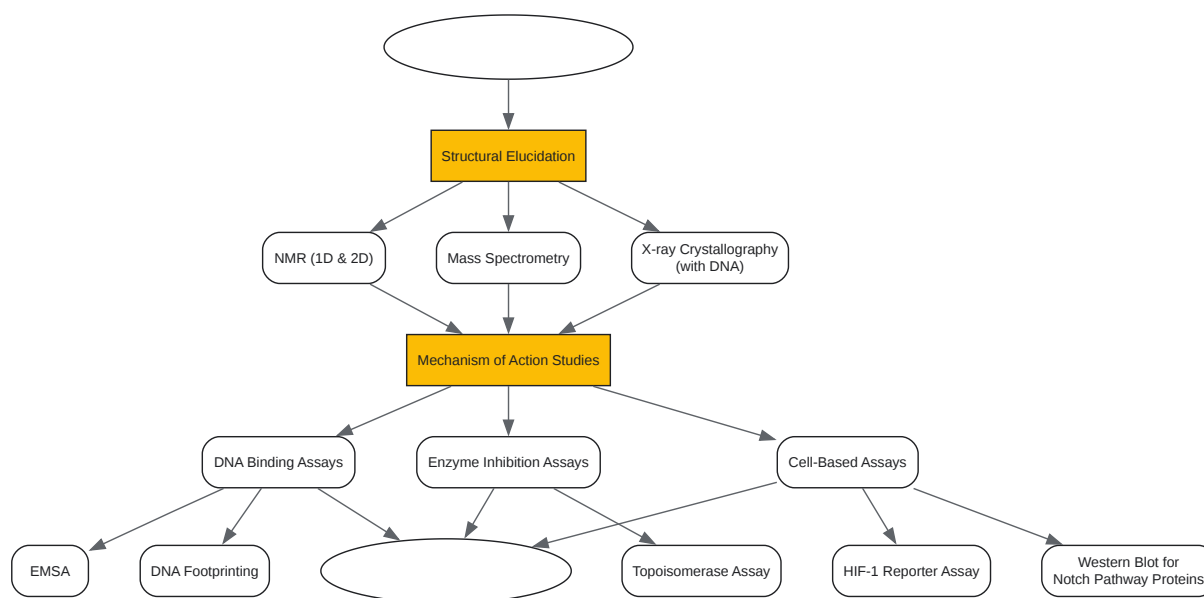 Structural Elucidation
NMR (1D & 2D)
Mass Spectrometry
X-ray Crystallography
(with DNA)
Mechanism of Action Studies
DNA Binding Assays
Enzyme Inhibition Assays
Cell-Based Assays
EMSA
DNA Footprinting
Topoisomerase Assay
HIF-1 Reporter Assay
Western Blot for
Notch Pathway Proteins